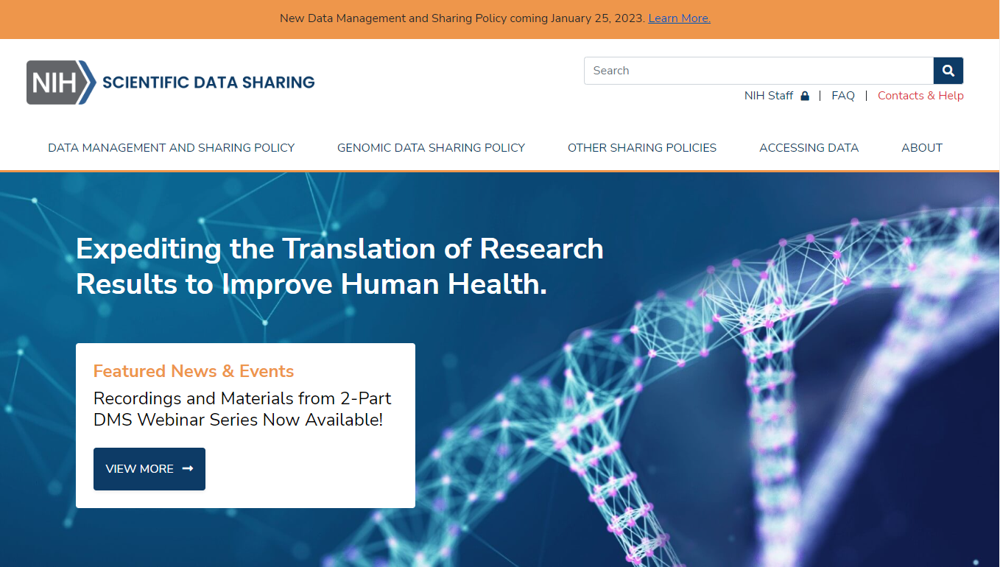 New Data Management and Sharing Policy coming January 25, 2023. Learn More.
NIH SCIENTIFIC DATA SHARING
Search
NIH Staff | FAQ | Contacts & Help
DATA MANAGEMENT AND SHARING POLICY GENOMIC DATA SHARING POLICY OTHER SHARING POLICIES ACCESSING DATA ABOUT
Expediting the Translation of Research
Results to Improve Human Health.
Featured News & Events
Recordings and Materials from 2-Part
DMS Webinar Series Now Available!
VIEW MORE